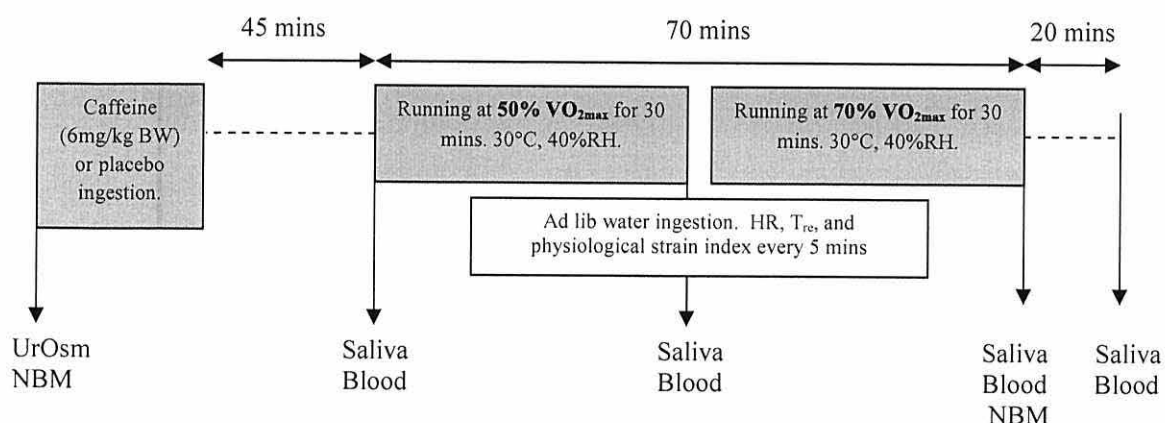 45 mins
70 mins
20 mins
Caffeine
(6mg/kg BW)
or placebo
ingestion.
Running at 50% VO2max for 30
mins. 30°C, 40%RH.
Running at 70% VO2max for 30
mins. 30°C, 40%RH.
Ad lib water ingestion. HR, Tre, and
physiological strain index every 5 mins
UrOsm
NBM
Saliva
Blood
Saliva
Blood
Saliva
Blood
NBM
Saliva
Blood